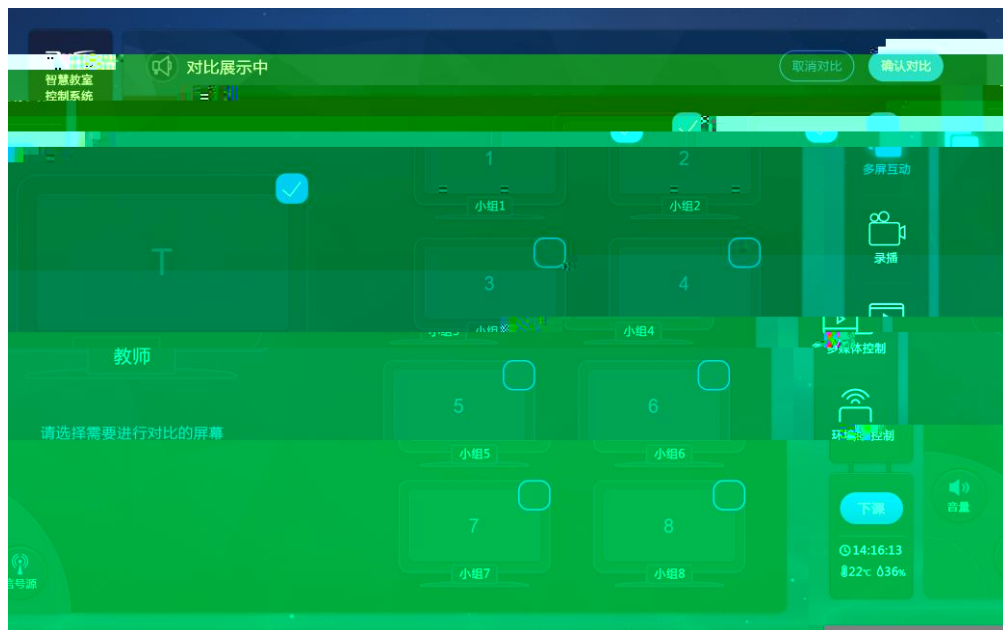 智慧教室
控制系统
对比展示中
取消对比
确认对比
T
教师
请选择需要进行对比的屏幕
1
小组1
2
小组2
3
4
小组4
5
小组5
6
小组6
7
小组7
8
小组8
多屏互动
录播
多媒体控制
下课
14:16:13
22℃ 36%
音量
信号源